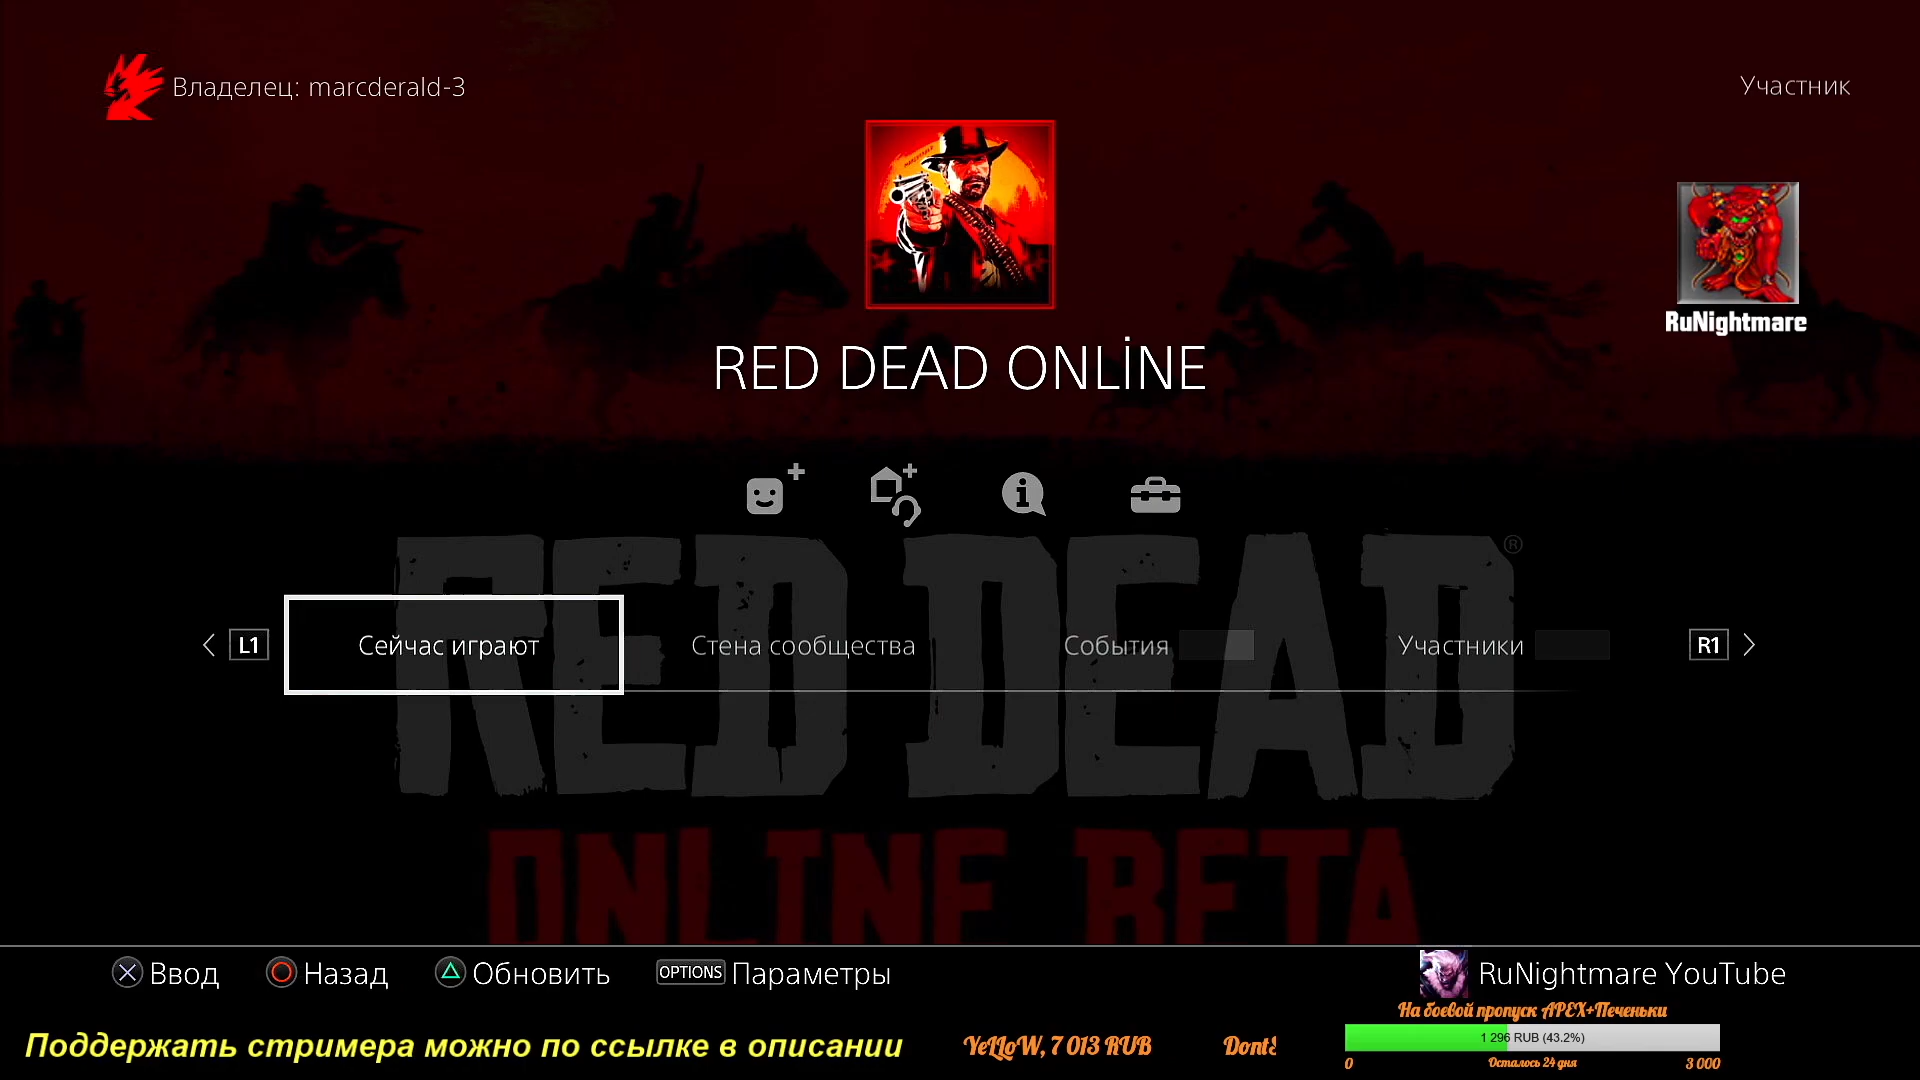 Владелец: marcderald-3
Участник
RuNightmare
RED DEAD ONLİNE
RED DEAD®
L1
Сейчас играют
Стена сообщества
События
Участники
R1
ONLINE BETA
Ввод
Назад
Обновить
OPTIONS Параметры
RuNightmare YouTube
На боевой пропуск APEX+Печеньки
Поддержать стримера можно по ссылке в описании
YeLLoW, 7 013 RUB
1 296 RUB (43.2%)
0
Осталось 24 дня
3 000